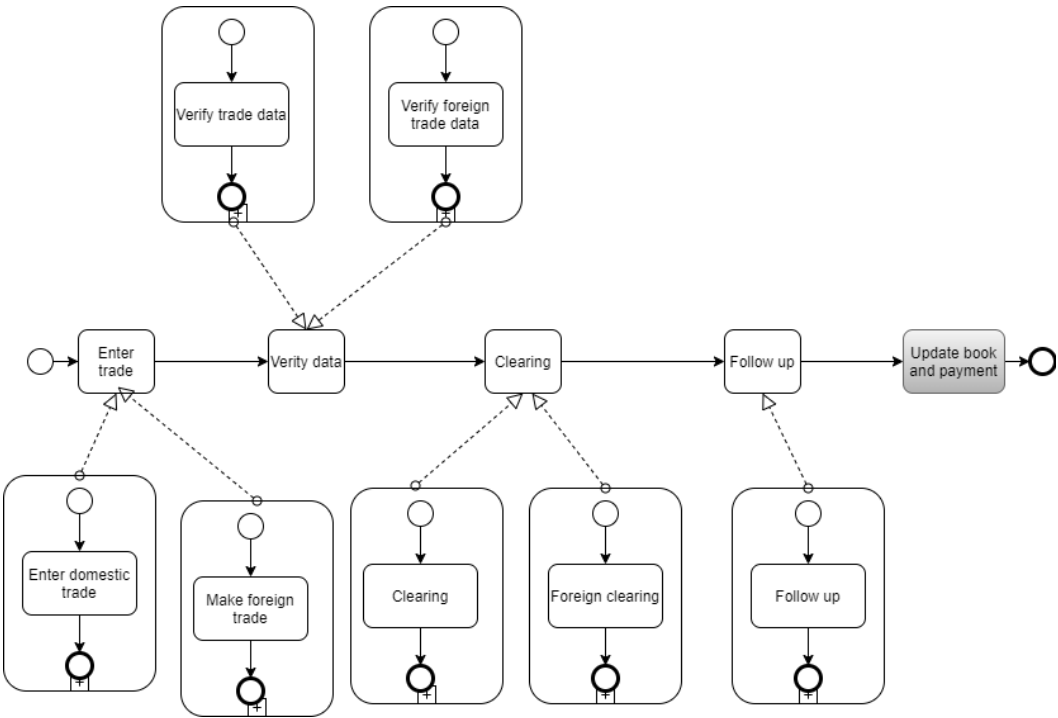 Verify trade data
Verify foreign
trade data
Enter
trade
Verity data
Clearing
Follow up
Update book
and payment
Enter domestic
trade
Make foreign
trade
Clearing
Foreign clearing
Follow up